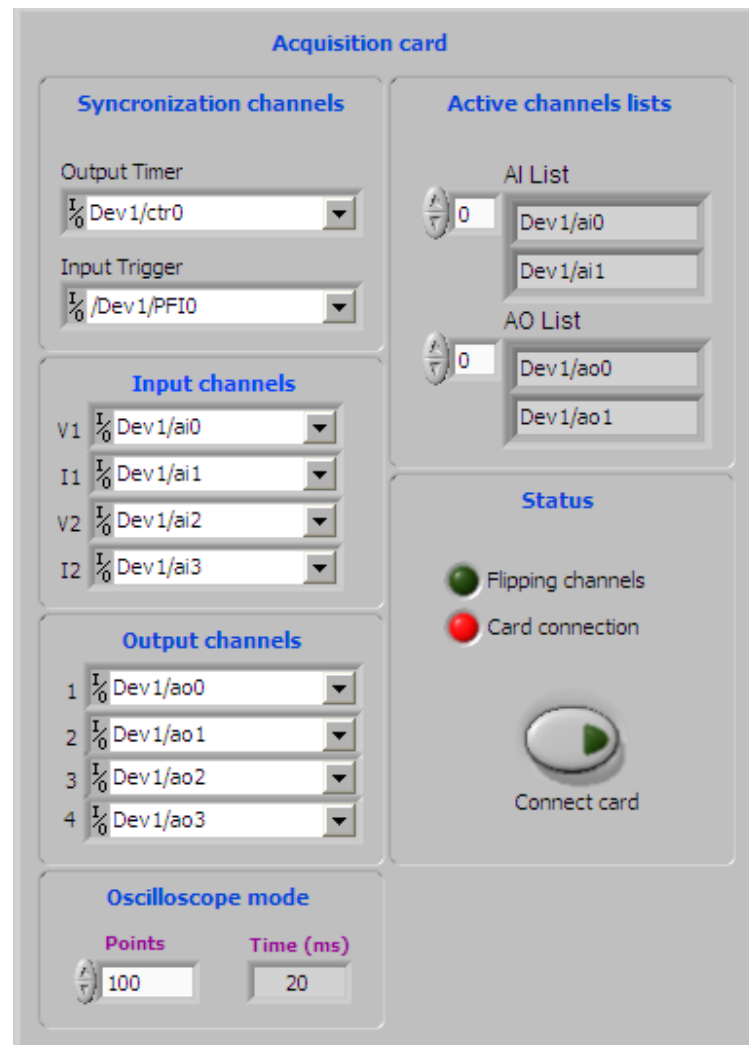 Acquisition card
Syncronization channels
Output Timer
I/O Dev1/ctr0
Input Trigger
I/O /Dev1/PFI0
Input channels
V1 I/O Dev1/ai0
I1 I/O Dev1/ai1
V2 I/O Dev1/ai2
I2 I/O Dev1/ai3
Output channels
1 I/O Dev1/ao0
2 I/O Dev1/ao1
3 I/O Dev1/ao2
4 I/O Dev1/ao3
Oscilloscope mode
Points Time (ms)
100 20
Active channels lists
AI List
0 Dev1/ai0
Dev1/ai1
AO List
0 Dev1/ao0
Dev1/ao1
Status
Flipping channels
Card connection
Connect card